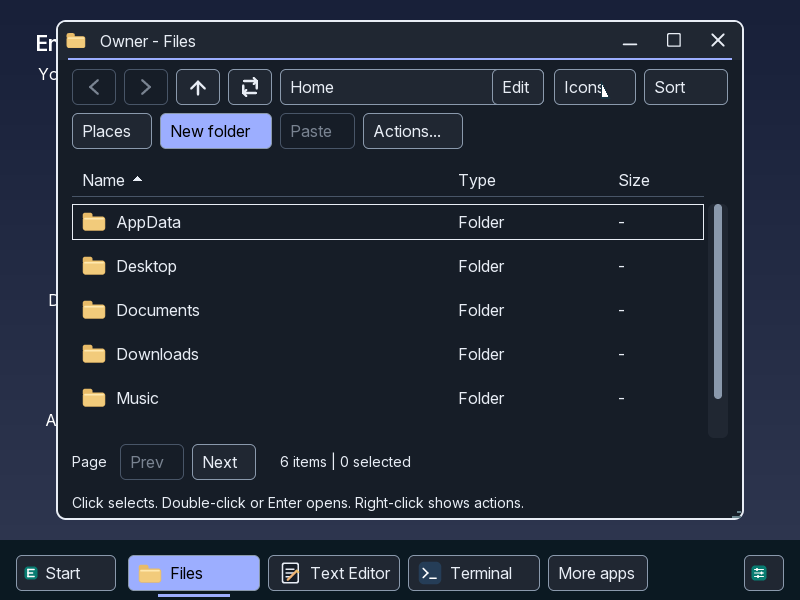 En
Owner - Files
Yo
Home
Edit
Icons
Sort
Places
New folder
Paste
Actions...
Name
Type
Size
AppData
Folder
-
Desktop
Folder
-
D
Documents
Folder
-
Downloads
Folder
-
Music
Folder
-
A
Page
Prev
Next
6 items | 0 selected
Click selects. Double-click or Enter opens. Right-click shows actions.
E
Start
Files
Text Editor
Terminal
More apps